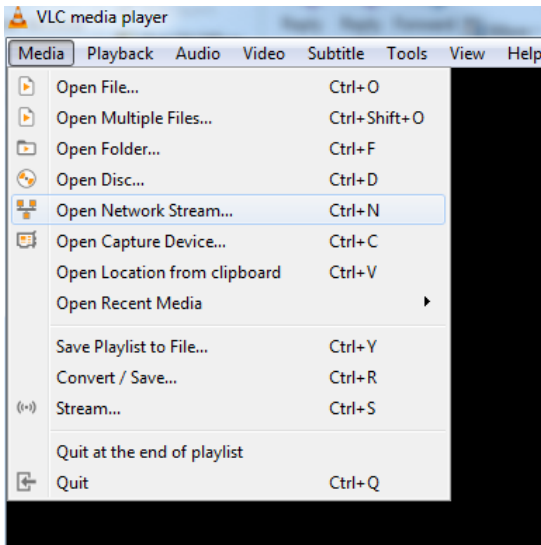 VLC media player
Media Playback Audio Video Subtitle Tools View Help
Open File... Ctrl+O
Open Multiple Files... Ctrl+Shift+O
Open Folder... Ctrl+F
Open Disc... Ctrl+D
Open Network Stream... Ctrl+N
Open Capture Device... Ctrl+C
Open Location from clipboard Ctrl+V
Open Recent Media
Save Playlist to File... Ctrl+Y
Convert / Save... Ctrl+R
Stream... Ctrl+S
Quit at the end of playlist
Quit Ctrl+Q